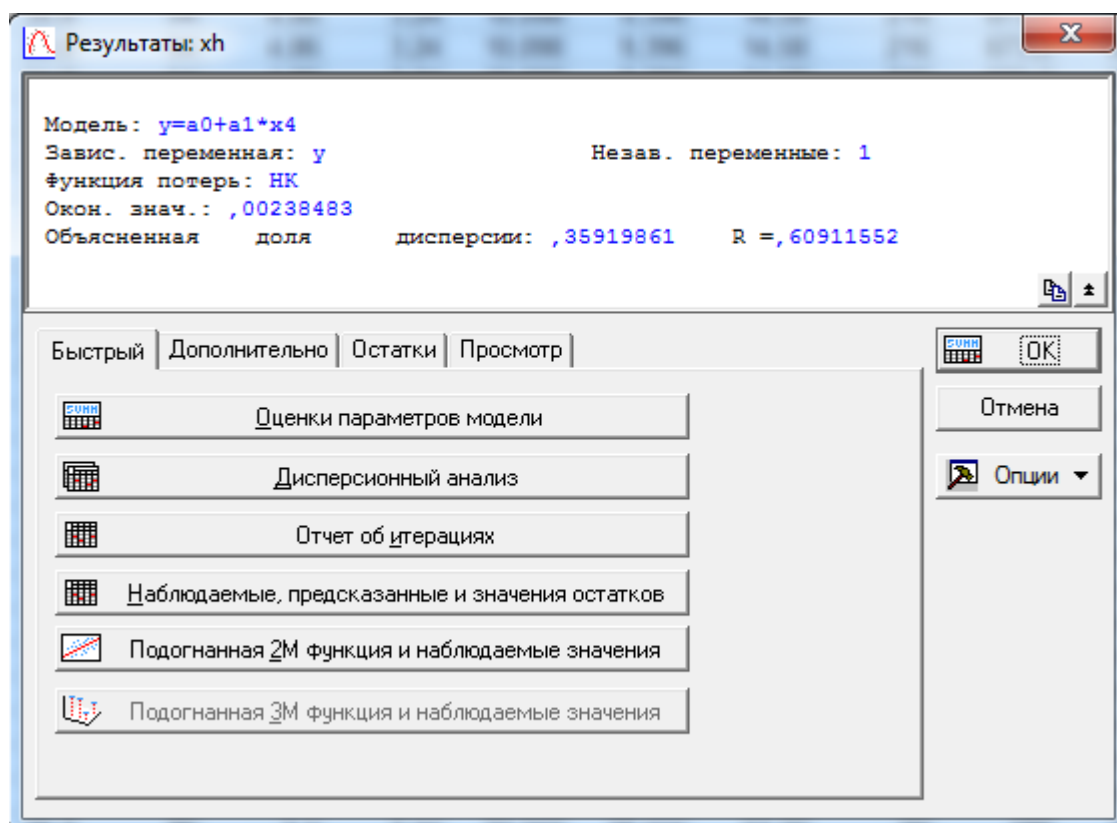 Результаты: xh
Модель: y=a0+a1*x4
Завис. переменная: y Незав. переменные: 1
Функция потерь: НК
Окон. знач.: ,00238483
Объясненная доля дисперсии: ,35919861 R =,60911552
Быстрый Дополнительно Остатки Просмотр
OK
Оценки параметров модели
Отмена
Дисперсионный анализ
Опции
Отчет об итерациях
Наблюдаемые, предсказанные и значения остатков
Подогнанная 2М функция и наблюдаемые значения
Подогнанная 3М функция и наблюдаемые значения